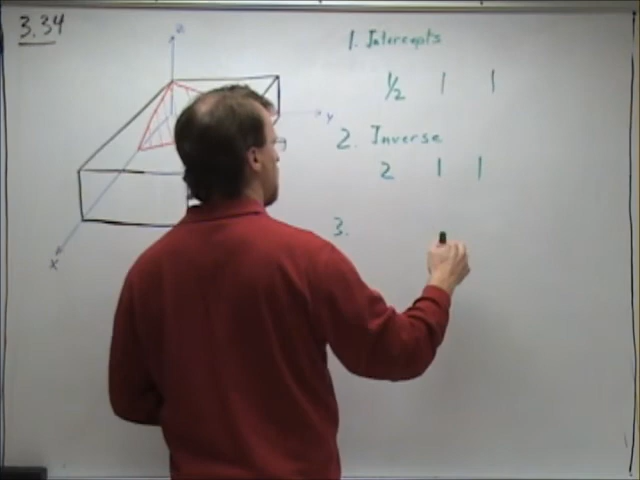 3.34
1. Intercepts
1/2 1 1
2. Inverse
2 1 1
3.
z
y
x